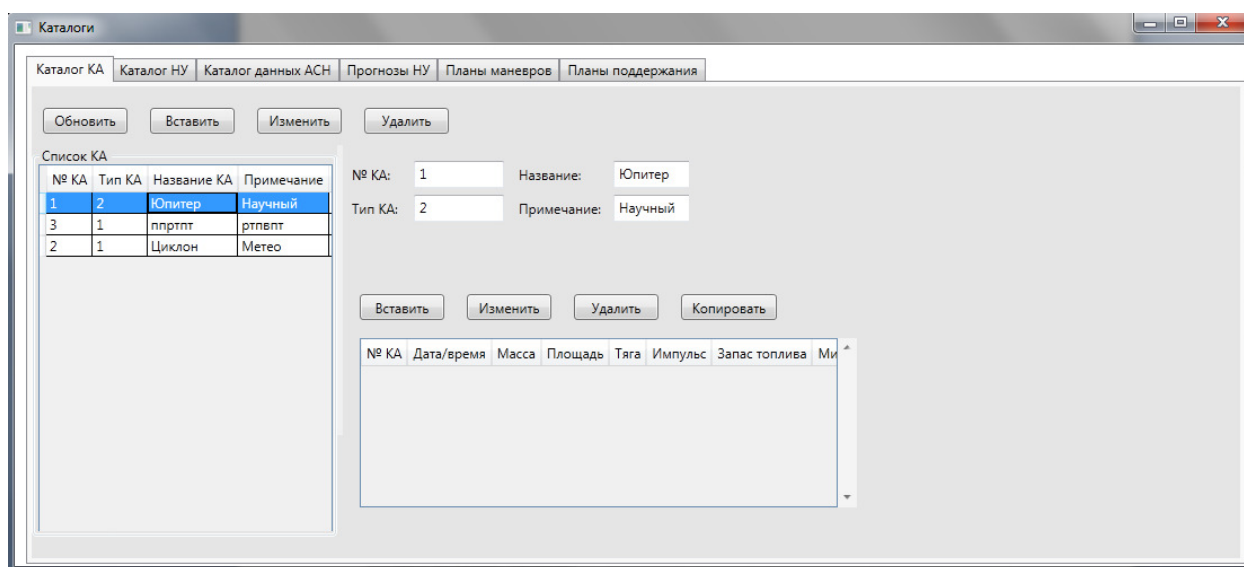 Каталоги
Каталог КА Каталог НУ Каталог данных АСН Прогнозы НУ Планы маневров Планы поддержания
Обновить Вставить Изменить Удалить
Список КА
№ КА Тип КА Название КА Примечание
1 2 Юпитер Научный
3 1 ппртпт ртпвпт
2 1 Циклон Метео
№ КА: 1 Название: Юпитер
Тип КА: 2 Примечание: Научный
Вставить Изменить Удалить Копировать
№ КА Дата/время Масса Площадь Тяга Импульс Запас топлива Ми